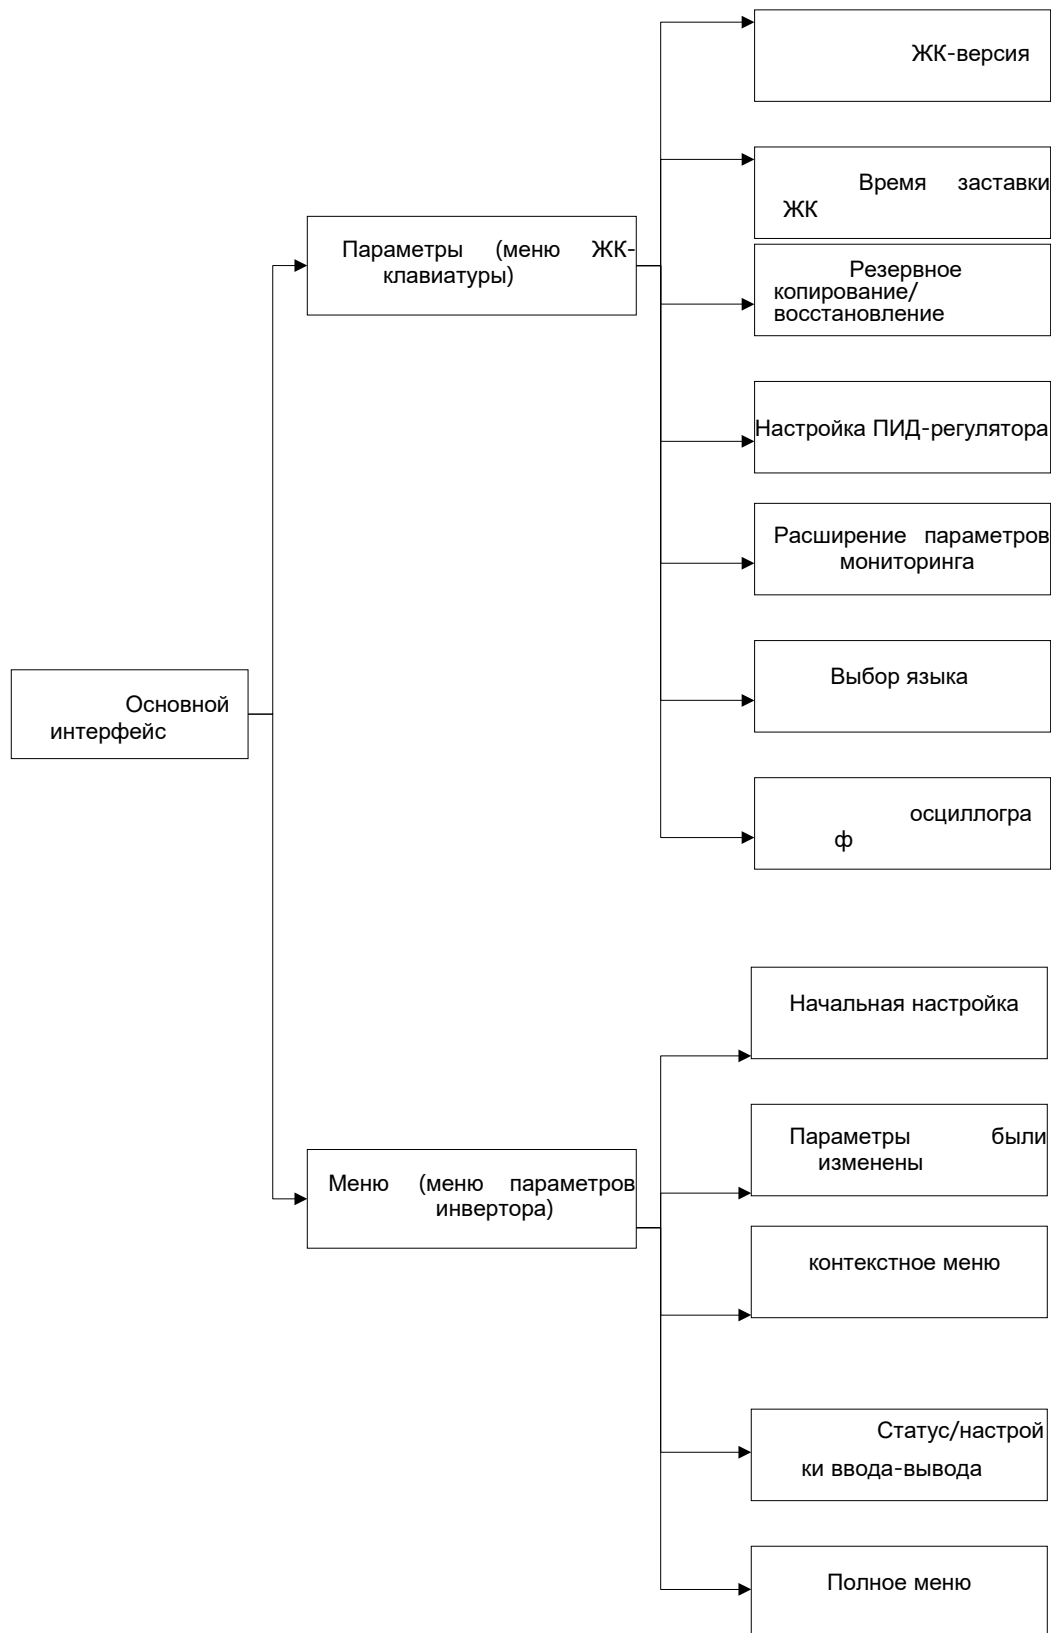 ЖК-версия
Время заставки
ЖК
Параметры (меню ЖК-
клавиатуры)
Резервное
копирование/
восстановление
Настройка ПИД-регулятора
Расширение параметров
мониторинга
Выбор языка
Основной
интерфейс
осциллогра
ф
Начальная настройка
Параметры были
изменены
Меню (меню параметров
инвертора)
контекстное меню
Статус/настрой
ки ввода-вывода
Полное меню